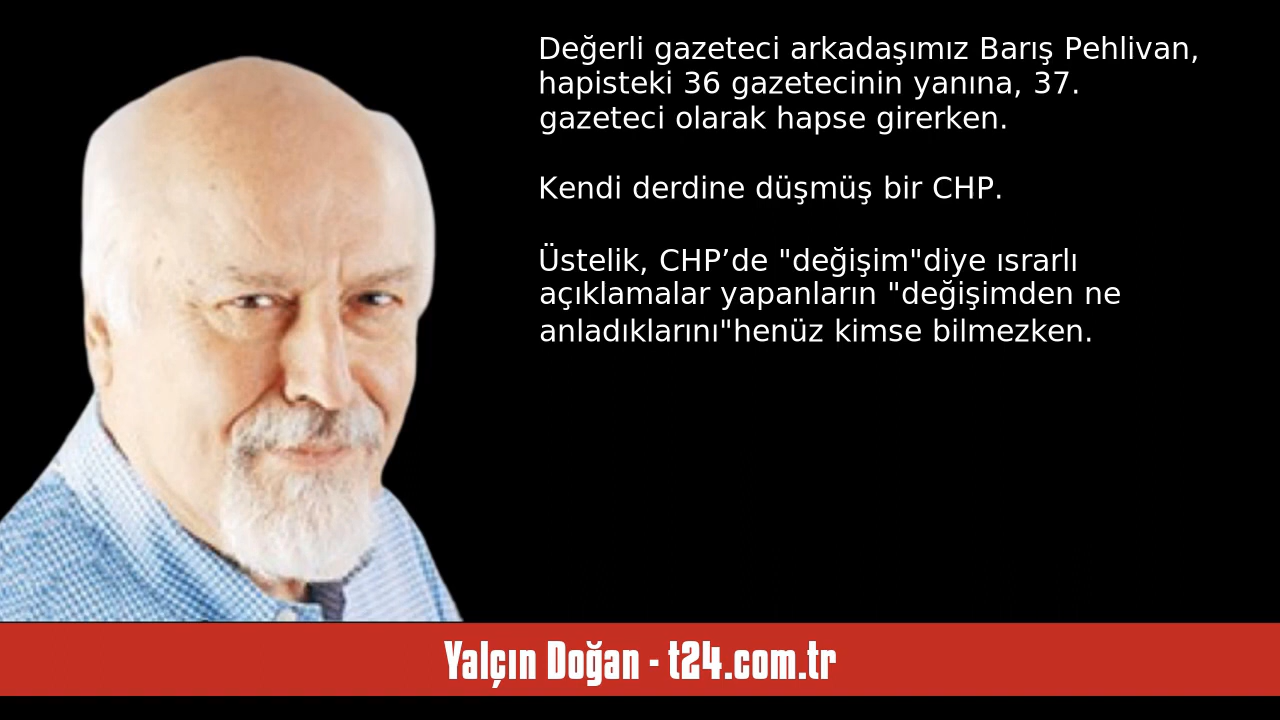 Değerli gazeteci arkadaşımız Barış Pehlivan,
hapisteki 36 gazetecinin yanına, 37.
gazeteci olarak hapse girerken.
Kendi derdine düşmüş bir CHP.
Üstelik, CHP’de "değişim"diye ısrarlı
açıklamalar yapanların "değişimden ne
anladıklarını"henüz kimse bilmezken.
Yalçın Doğan - t24.com.tr